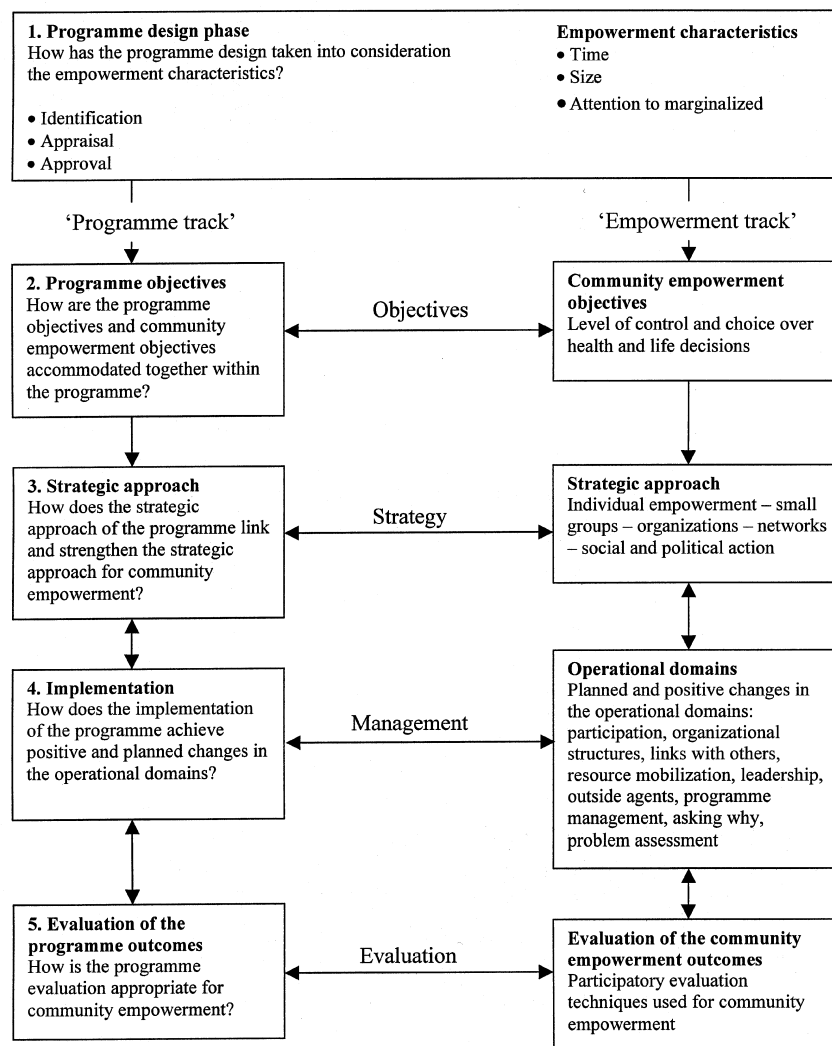 1. Programme design phase
How has the programme design taken into consideration
the empowerment characteristics?
• Identification
• Appraisal
• Approval
Empowerment characteristics
• Time
• Size
• Attention to marginalized
‘Programme track’
‘Empowerment track’
2. Programme objectives
How are the programme
objectives and community
empowerment objectives
accommodated together within
the programme?
Objectives
Community empowerment
objectives
Level of control and choice over
health and life decisions
3. Strategic approach
How does the strategic
approach of the programme link
and strengthen the strategic
approach for community
empowerment?
Strategy
Strategic approach
Individual empowerment – small
groups – organizations – networks
– social and political action
4. Implementation
How does the implementation
of the programme achieve
positive and planned changes in
the operational domains?
Management
Operational domains
Planned and positive changes in
the operational domains:
participation, organizational
structures, links with others,
resource mobilization, leadership,
outside agents, programme
management, asking why,
problem assessment
5. Evaluation of the
programme outcomes
How is the programme
evaluation appropriate for
community empowerment?
Evaluation
Evaluation of the community
empowerment outcomes
Participatory evaluation
techniques used for community
empowerment